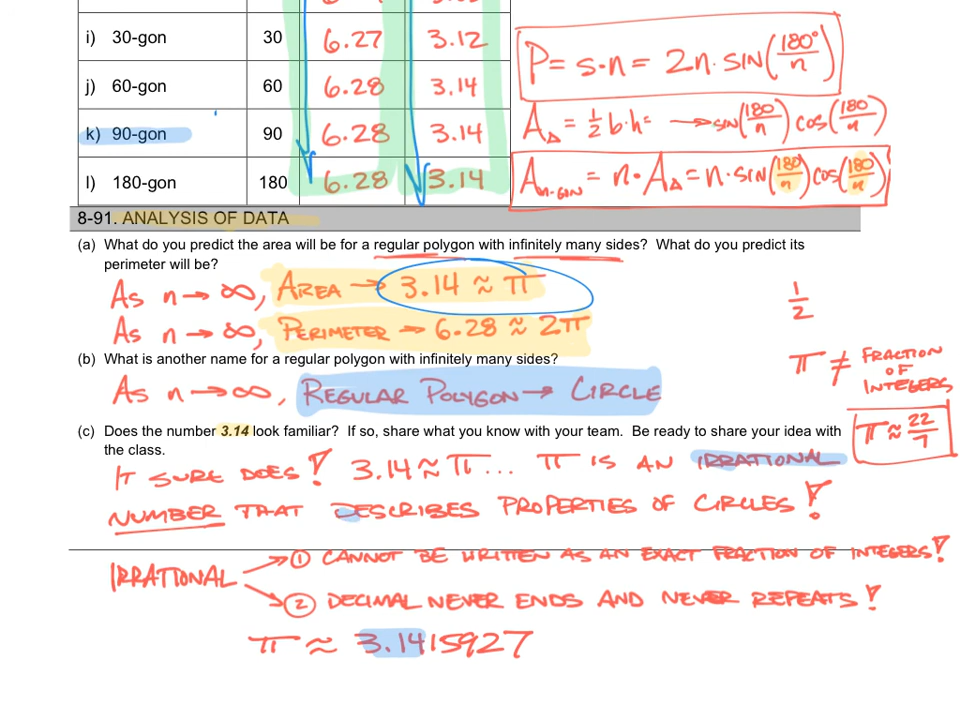 i) 30-gon 30 6.27 3.12
j) 60-gon 60 6.28 3.14
k) 90-gon 90 6.28 3.14
l) 180-gon 180 6.28 3.14
P = s·n = 2n·SIN(180°/n)
A△ = 1/2 b·h = → SIN(180/n) COS(180/n)
An-gon = n·A△ = n·SIN(180/n) COS(180/n)
8-91. ANALYSIS OF DATA
(a) What do you predict the area will be for a regular polygon with infinitely many sides? What do you predict its
perimeter will be?
As n→∞, AREA → 3.14 ≈ π
As n→∞, PERIMETER → 6.28 ≈ 2π
1/2
(b) What is another name for a regular polygon with infinitely many sides?
As n→∞, REGULAR POLYGON → CIRCLE
π ≠ FRACTION
OF
INTEGERS
π ≈ 22/7
(c) Does the number 3.14 look familiar? If so, share what you know with your team. Be ready to share your idea with
the class.
IT SURE DOES! 3.14 ≈ π... π IS AN IRRATIONAL
NUMBER THAT DESCRIBES PROPERTIES OF CIRCLES!
IRRATIONAL
① CANNOT BE WRITTEN AS AN EXACT FRACTION OF INTEGERS!
② DECIMAL NEVER ENDS AND NEVER REPEATS!
π ≈ 3.1415927